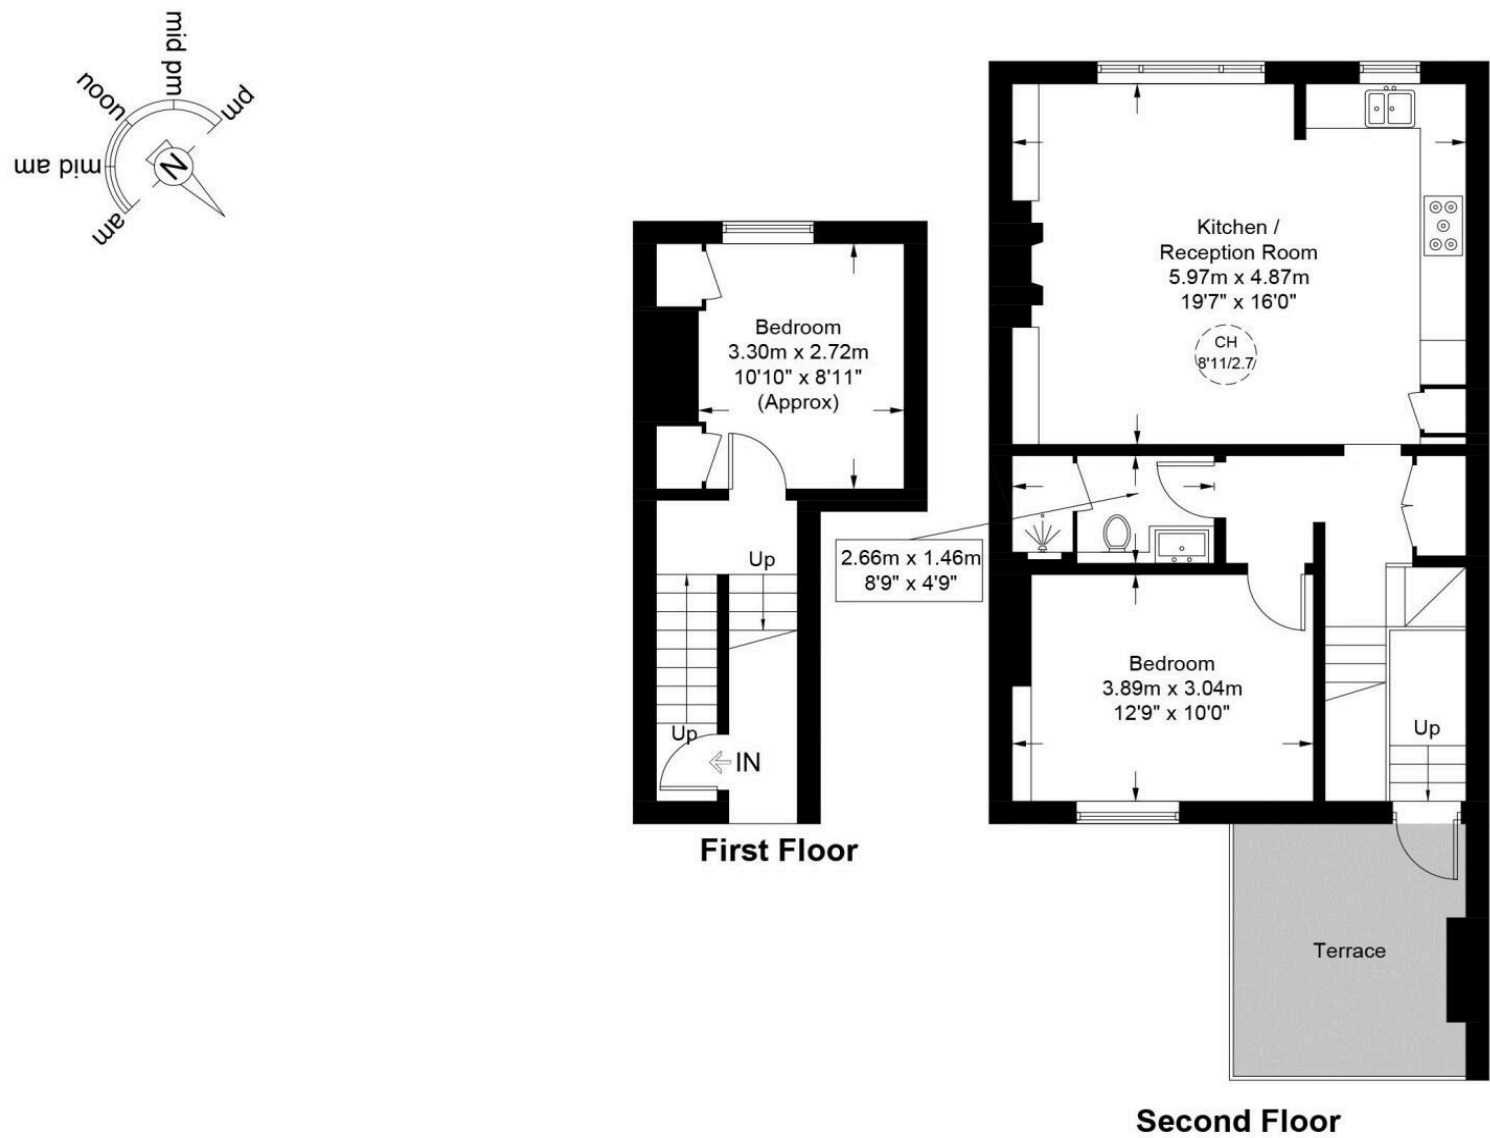 mid pm
noon
pm
mid am
am
N
Bedroom
3.30m x 2.72m
10'10" x 8'11"
(Approx)
Up
Up
IN
First Floor
Kitchen /
Reception Room
5.97m x 4.87m
19'7" x 16'0"
CH
8'11/2.7
2.66m x 1.46m
8'9" x 4'9"
Bedroom
3.89m x 3.04m
12'9" x 10'0"
Up
Terrace
Second Floor